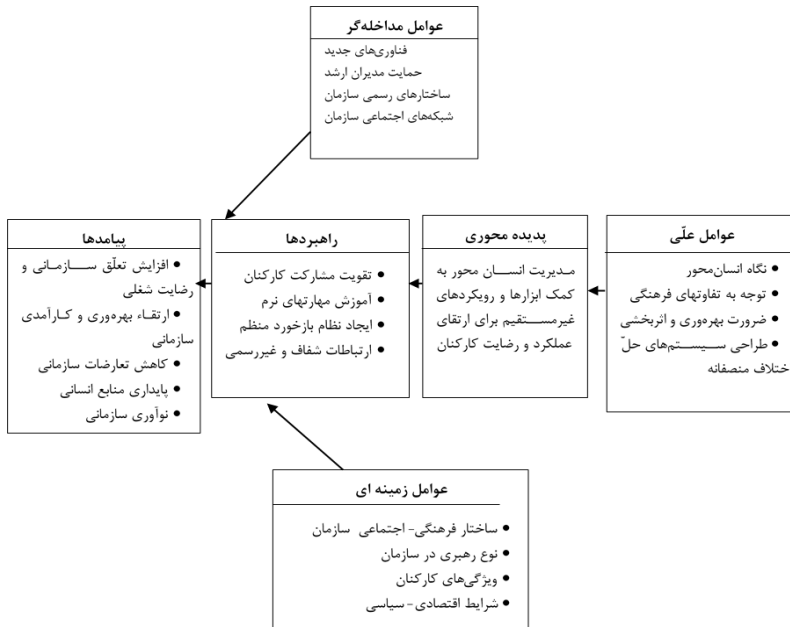 عوامل مداخله‌گر
فناوری‌های جدید
حمایت مدیران ارشد
ساختارهای رسمی سازمان
شبکه‌های اجتماعی سازمان
عوامل علّی
● نگاه انسان‌محور
● توجه به تفاوتهای فرهنگی
● ضرورت بهره‌وری و اثربخشی
● طراحی سیستم‌های حلّ
ختلاف منصفانه
پدیده محوری
مدیریت انسان محور به
کمک ابزارها و رویکردهای
غیرمستقیم برای ارتقای
عملکرد و رضایت کارکنان
راهبردها
● تقویت مشارکت کارکنان
● آموزش مهارتهای نرم
● ایجاد نظام بازخورد منظم
● ارتباطات شفاف و غیررسمی
پیامدها
● افزایش تعلّق سازمانی و
رضایت شغلی
● ارتقاء بهره‌وری و کارآمدی
سازمانی
● کاهش تعارضات سازمانی
● پایداری منابع انسانی
● نوآوری سازمانی
عوامل زمینه ای
● ساختار فرهنگی- اجتماعی سازمان
● نوع رهبری در سازمان
● ویژگی‌های کارکنان
● شرایط اقتصادی-سیاسی